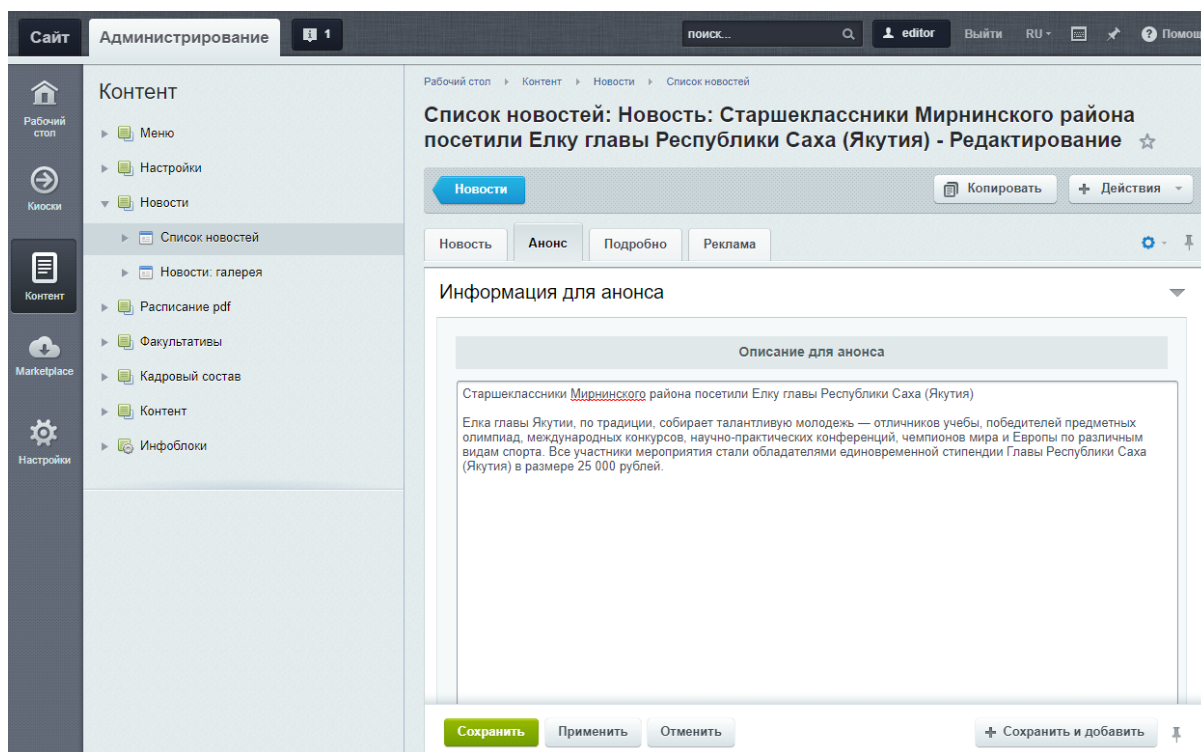 Сайт
Администрирование
1
поиск...
editor
Выйти
RU
Помощ
Рабочий стол
Киоски
Контент
Marketplace
Настройки
Контент
Меню
Настройки
Новости
Список новостей
Новости: галерея
Расписание pdf
Факультативы
Кадровый состав
Контент
Инфоблоки
Рабочий стол Контент Новости Список новостей
Список новостей: Новость: Старшеклассники Мирнинского района
посетили Елку главы Республики Саха (Якутия) - Редактирование
Новости
Копировать
Действия
Новость
Анонс
Подробно
Реклама
Информация для анонса
Описание для анонса
Старшеклассники Мирнинского района посетили Елку главы Республики Саха (Якутия)
Елка главы Якутии, по традиции, собирает талантливую молодежь — отличников учебы, победителей предметных
олимпиад, международных конкурсов, научно-практических конференций, чемпионов мира и Европы по различным
видам спорта. Все участники мероприятия стали обладателями единовременной стипендии Главы Республики Саха
(Якутия) в размере 25 000 рублей.
Сохранить
Применить
Отменить
Сохранить и добавить